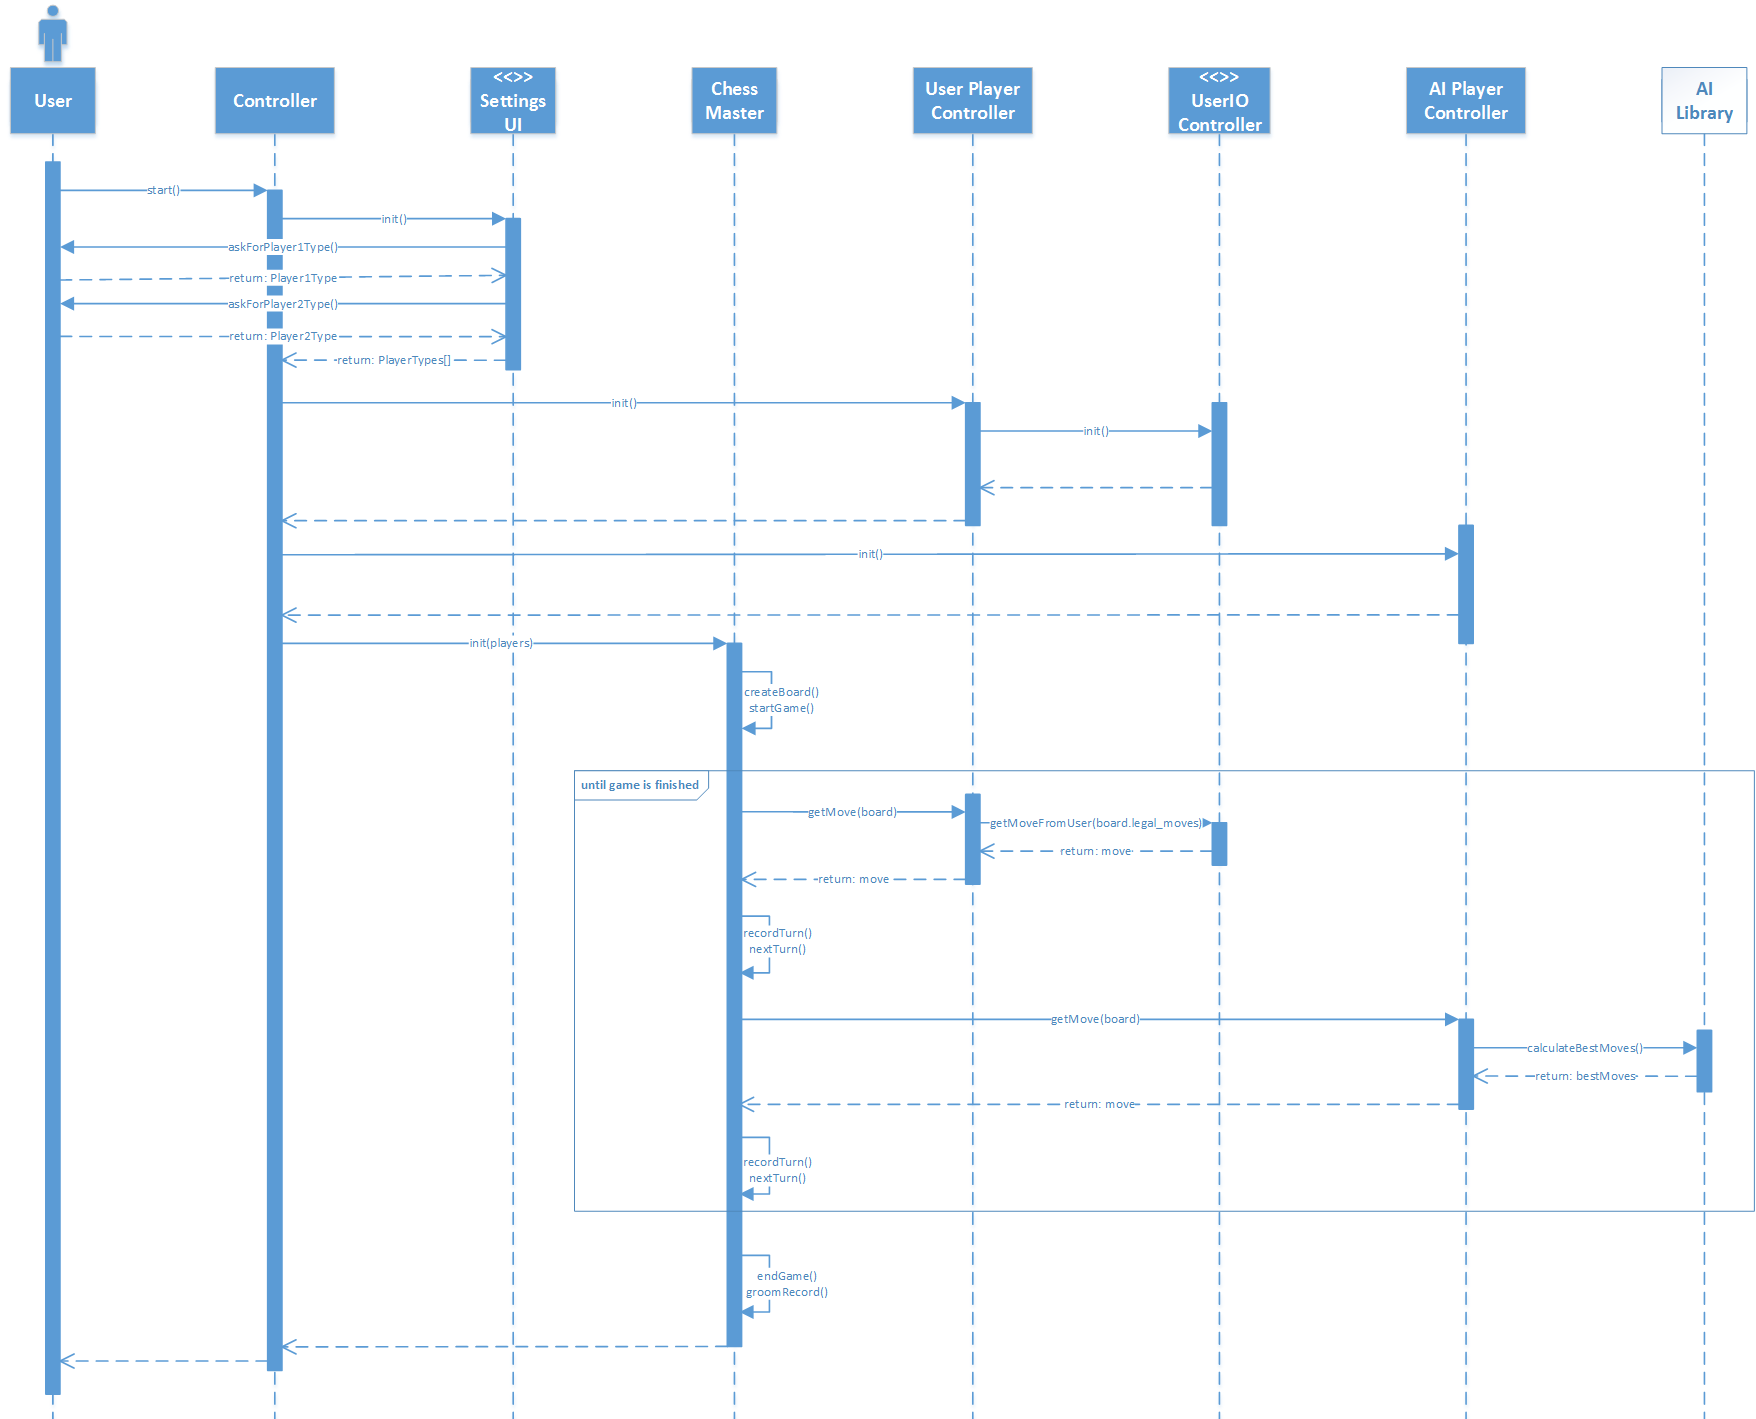 User
Controller
<<>>
Settings
UI
Chess
Master
User Player
Controller
<<>>
UserIO
Controller
AI Player
Controller
AI
Library
start()
init()
askForPlayer1Type()
return: Player1Type
askForPlayer2Type()
return: Player2Type
return: PlayerTypes[]
init()
init()
init()
init(players)
createBoard()
startGame()
until game is finished
getMove(board)
getMoveFromUser(board.legal_moves)
return: move
return: move
recordTurn()
nextTurn()
getMove(board)
calculateBestMoves()
return: bestMoves
return: move
recordTurn()
nextTurn()
endGame()
groomRecord()